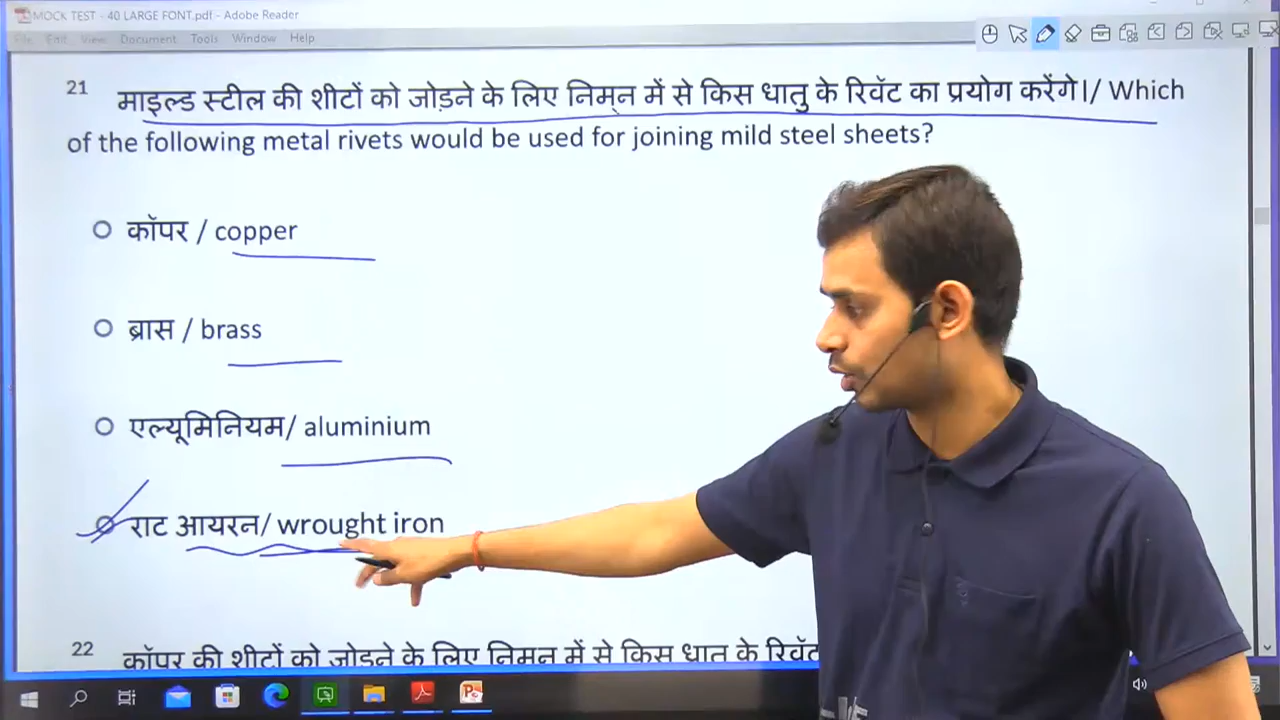 MOCK TEST - 40 LARGE FONT.pdf - Adobe Reader
File Edit View Document Tools Window Help
21 माइल्ड स्टील की शीटों को जोड़ने के लिए निम्न में से किस धातु के रिवॅट का प्रयोग करेंगे।/ Which
of the following metal rivets would be used for joining mild steel sheets?
कॉपर / copper
ब्रास / brass
एल्यूमिनियम/ aluminium
राट आयरन/ wrought iron
22 कॉपर की शीटों को जोड़ने के लिए निम्न में से किस धातु के रिवॅट